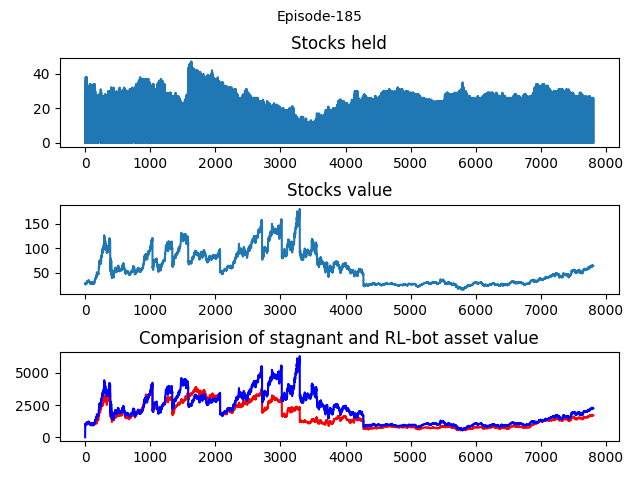 Episode-185
Stocks held
40
20
0
0 1000 2000 3000 4000 5000 6000 7000 8000
Stocks value
150
100
50
0 1000 2000 3000 4000 5000 6000 7000 8000
Comparision of stagnant and RL-bot asset value
5000
2500
0
0 1000 2000 3000 4000 5000 6000 7000 8000